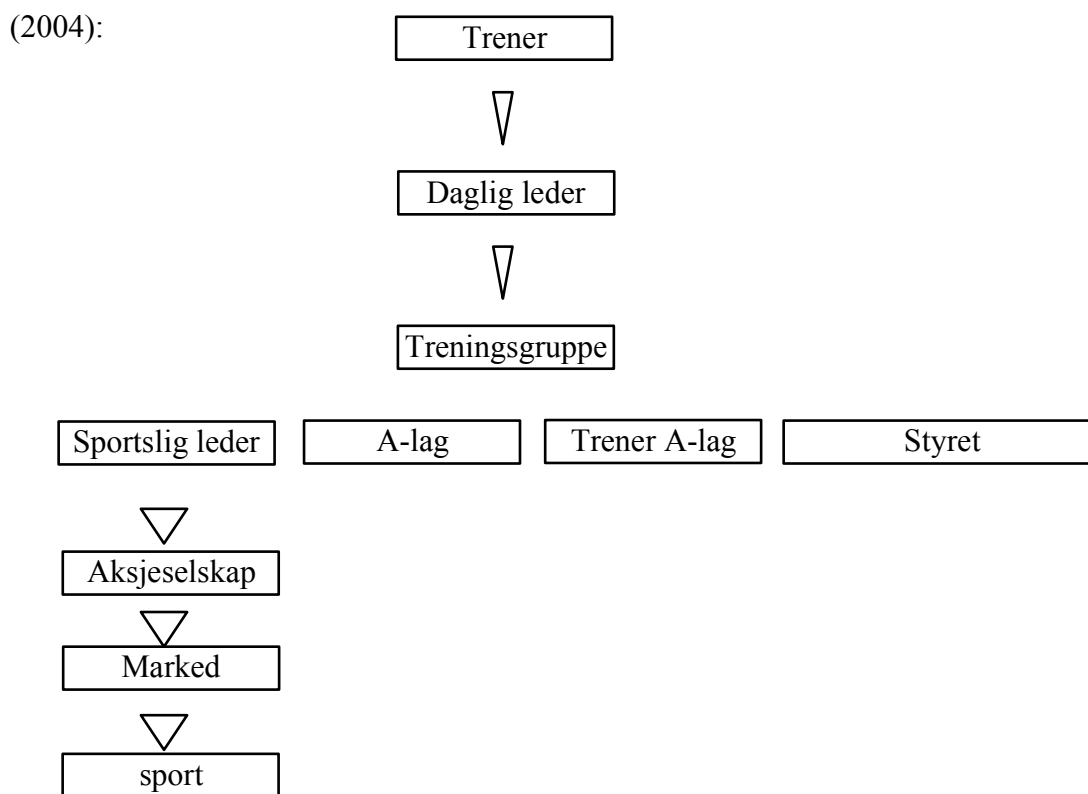 (2004):
Trener
Daglig leder
Treningsgruppe
Sportslig leder A-lag Trener A-lag Styret
Aksjeselskap
Marked
sport